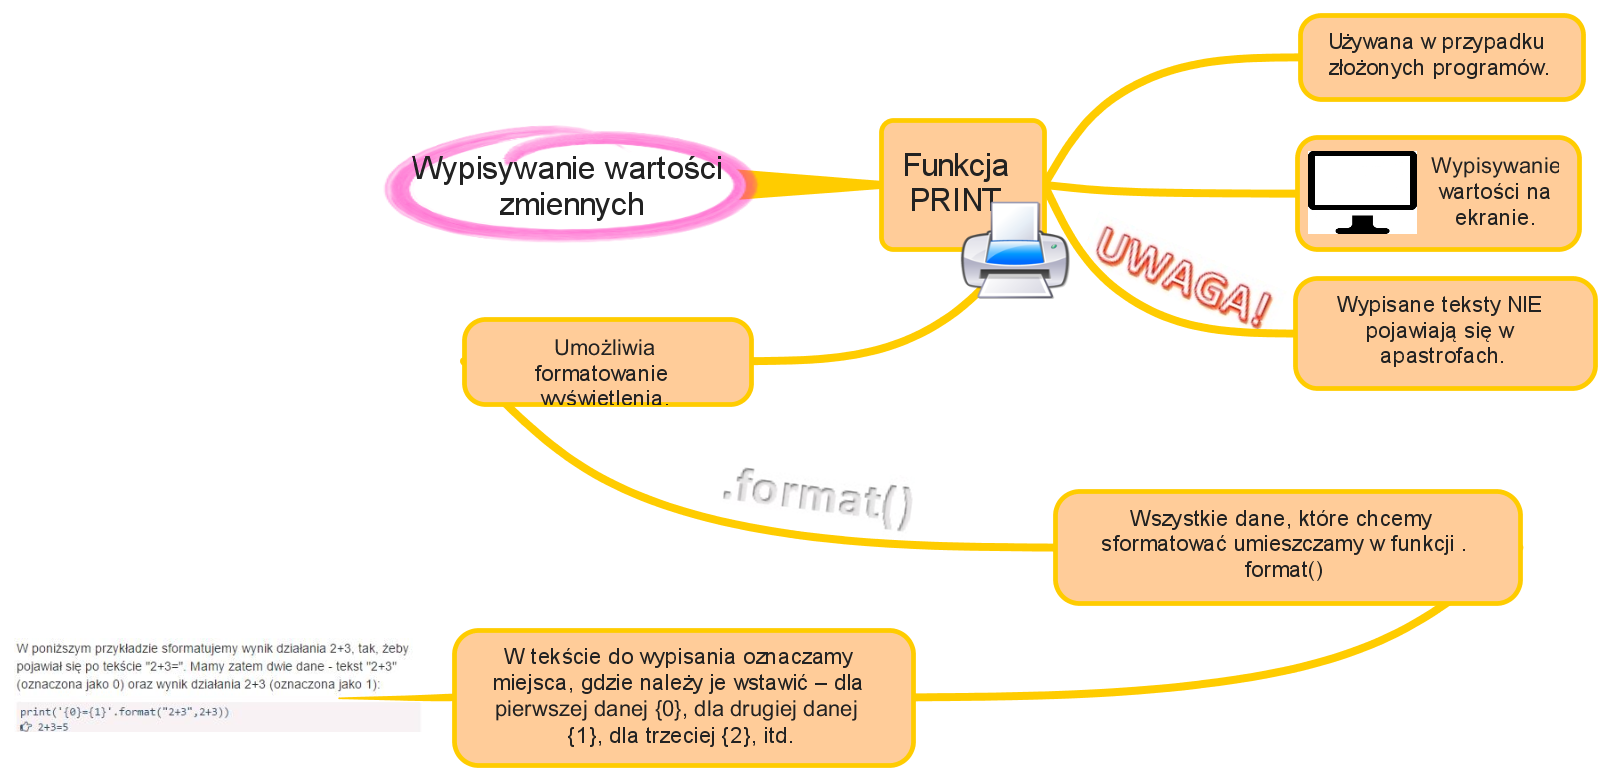 Wypisywanie wartości
zmiennych
Funkcja
PRINT
Używana w przypadku
złożonych programów.
Wypisywanie
wartości na
ekranie.
UWAGA!
Wypisane teksty NIE
pojawiają się w
apastrofach.
Umożliwia
formatowanie
wyświetlenia.
.format()
Wszystkie dane, które chcemy
sformatować umieszczamy w funkcji .
format()
W tekście do wypisania oznaczamy
miejsca, gdzie należy je wstawić – dla
pierwszej danej {0}, dla drugiej danej
{1}, dla trzeciej {2}, itd.
W poniższym przykładzie sformatujemy wynik działania 2+3, tak, żeby
pojawiał się po tekście "2+3=". Mamy zatem dwie dane - tekst "2+3"
(oznaczona jako 0) oraz wynik działania 2+3 (oznaczona jako 1):
print('{0}={1}'.format("2+3",2+3))
2+3=5